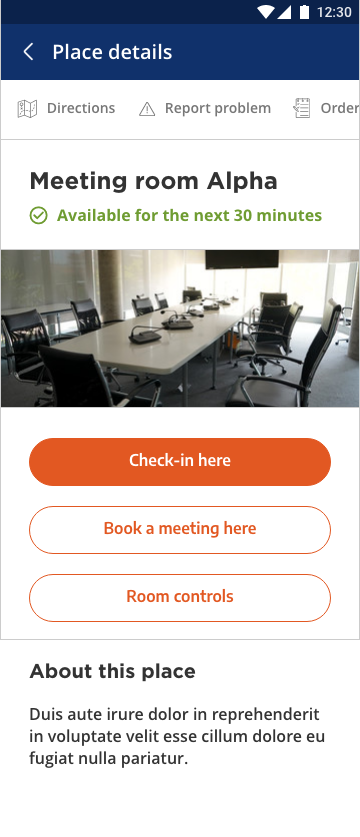 12:30
Place details
Directions
Report problem
Order
Meeting room Alpha
Available for the next 30 minutes
Check-in here
Book a meeting here
Room controls
About this place
Duis aute irure dolor in reprehenderit
in voluptate velit esse cillum dolore eu
fugiat nulla pariatur.